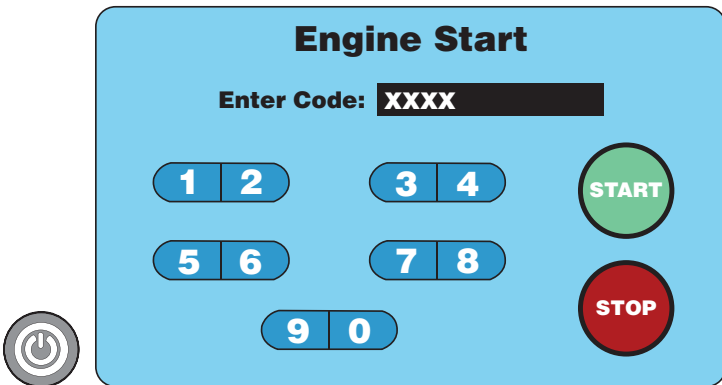 Engine Start
Enter Code: XXXX
1 2 3 4
START
5 6 7 8
STOP
9 0